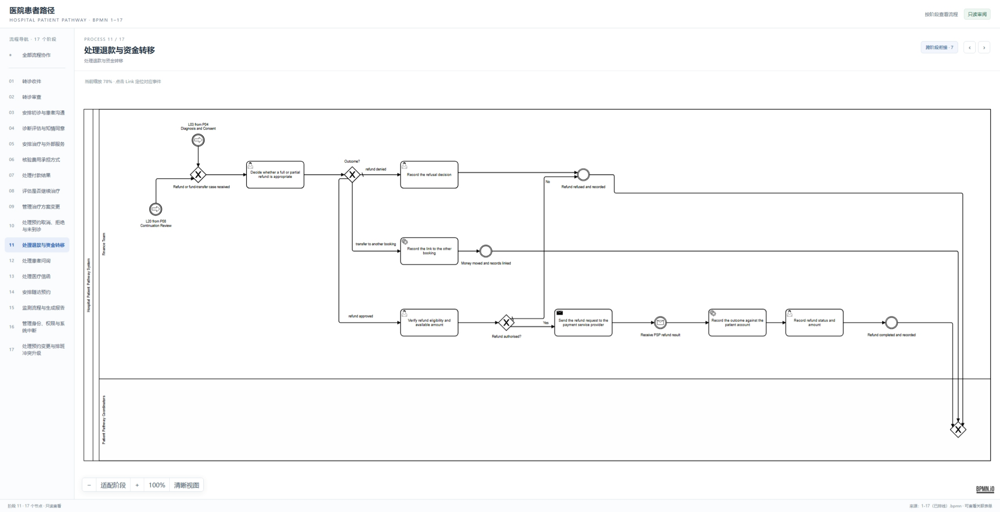 医院患者路径
HOSPITAL PATIENT PATHWAY · BPMN 1–17
按阶段查看流程
只读审阅
流程导航 · 17 个阶段
全部流程协作
01 转诊收件
02 转诊审查
03 安排初诊与患者沟通
04 诊断评估与知情同意
05 安排治疗与外部服务
06 核验费用承担方式
07 处理付款结果
08 评估是否继续治疗
09 管理治疗方案变更
10 处理预约取消、拒绝
与未到诊
11 处理退款与资金转移
12 处理患者问询
13 处理医疗信函
14 安排随访预约
15 监测流程与生成报告
16 管理身份、权限与系
统中断
17 处理预约变更与排班
冲突升级
PROCESS 11 / 17
处理退款与资金转移
处理退款与资金转移
跨阶段衔接 · 7
‹
›
当前缩放 78% · 点击 Link 定位对应事件
Hospital Patient Pathway System
Finance Team
L03 from P04
Diagnosis and Consent
Refund or fund-transfer case received
L20 from P08
Continuation Review
Decide whether a full or partial
refund is appropriate
Outcome?
refund denied
Record the refusal decision
No
Refund refused and recorded
transfer to another booking
Record the link to the other
booking
Money moved and records linked
refund approved
Verify refund eligibility and
available amount
Refund authorised?
Yes
Send the refund request to the
payment service provider
Receive PSP refund result
Record the outcome against the
patient account
Record refund status and
amount
Refund completed and recorded
Patient Pathway Coordinators
−
适配阶段
+
100%
清晰视图
BPMN.iO
阶段 11 · 17 个节点 · 只读查看
来源：1-17（已排线）.bpmn · 可查看关联表单